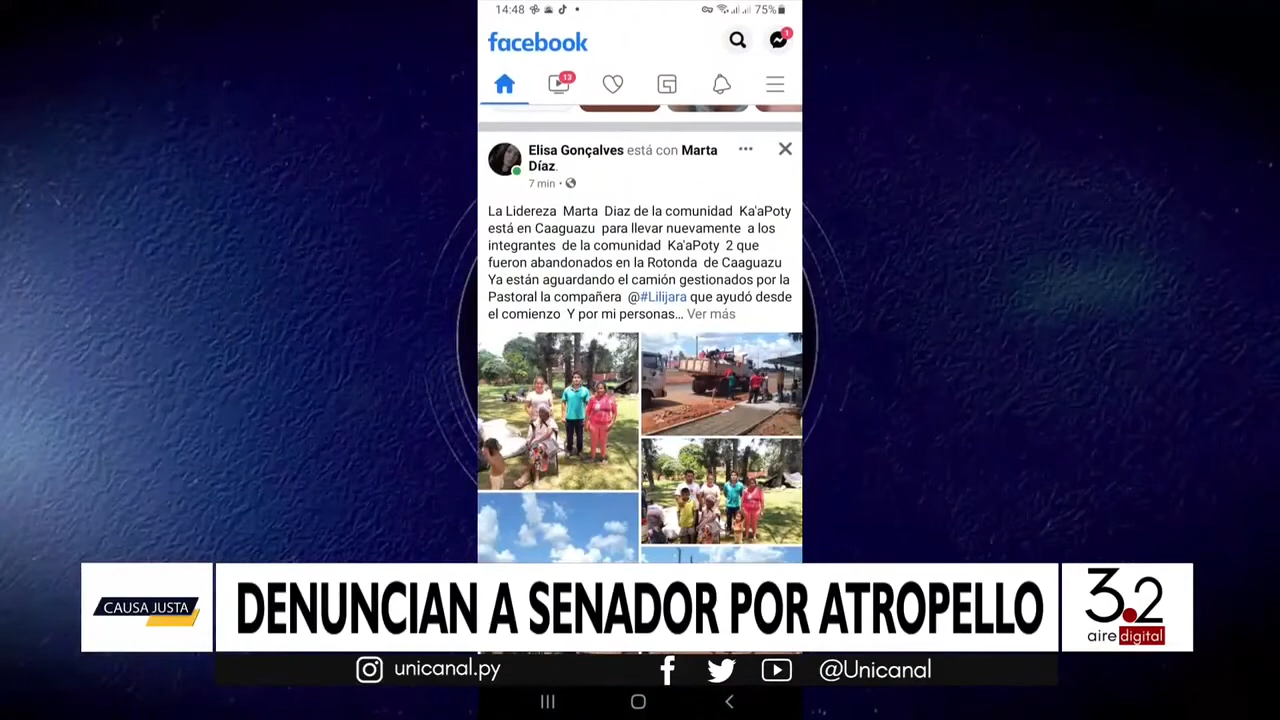 14:48
75%
facebook
1
13
Elisa Gonçalves está con Marta
Díaz.
7 min
La Lidereza Marta Diaz de la comunidad Ka'aPoty
está en Caaguazu para llevar nuevamente a los
integrantes de la comunidad Ka'aPoty 2 que
fueron abandonados en la Rotonda de Caaguazu
Ya están aguardando el camión gestionados por la
Pastoral la compañera @#Lilijara que ayudó desde
el comienzo Y por mi personas... Ver más
CAUSA JUSTA
DENUNCIAN A SENADOR POR ATROPELLO
3.2
aire digital
unicanal.py
@Unicanal